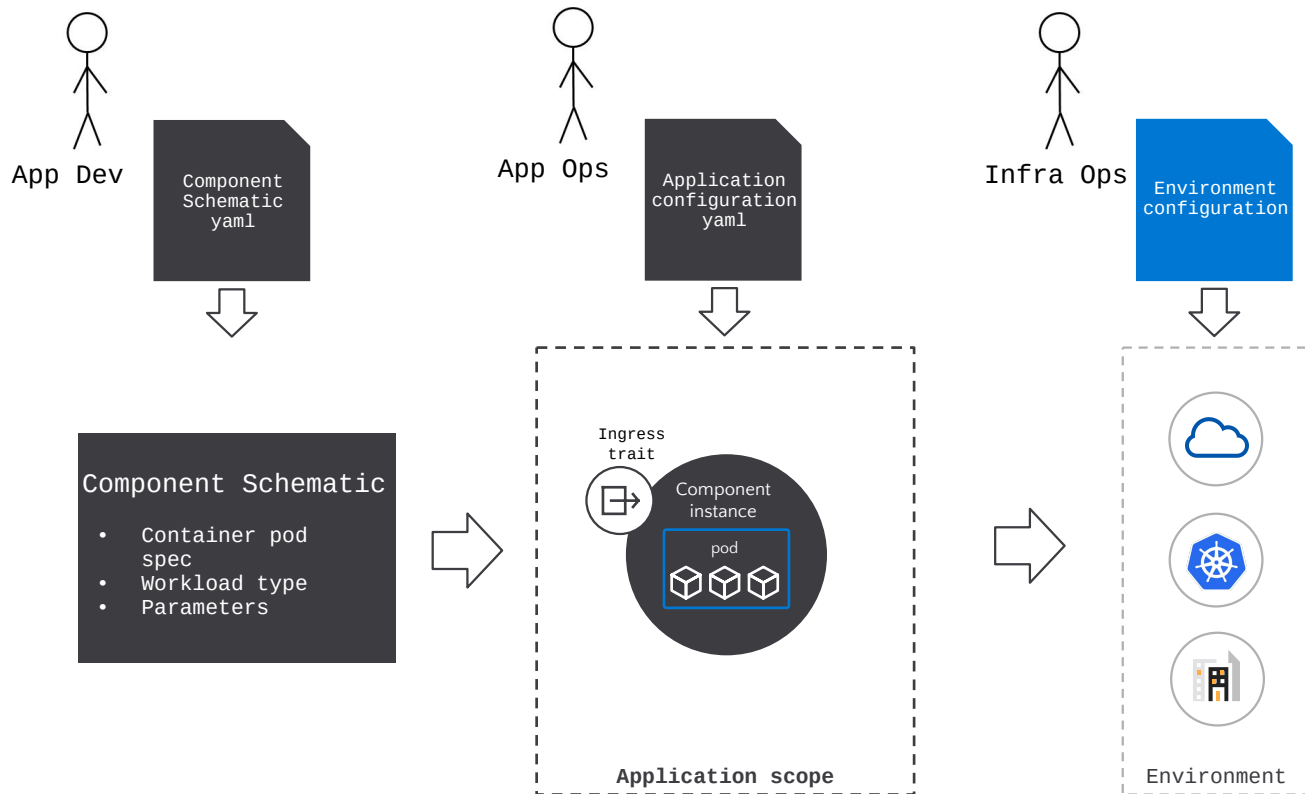 App Dev
Component
Schematic
yaml
App Ops
Application
configuration
yaml
Infra Ops
Environment
configuration
Component Schematic
• Container pod
spec
• Workload type
• Parameters
Ingress
trait
Component
instance
pod
Application scope
Environment